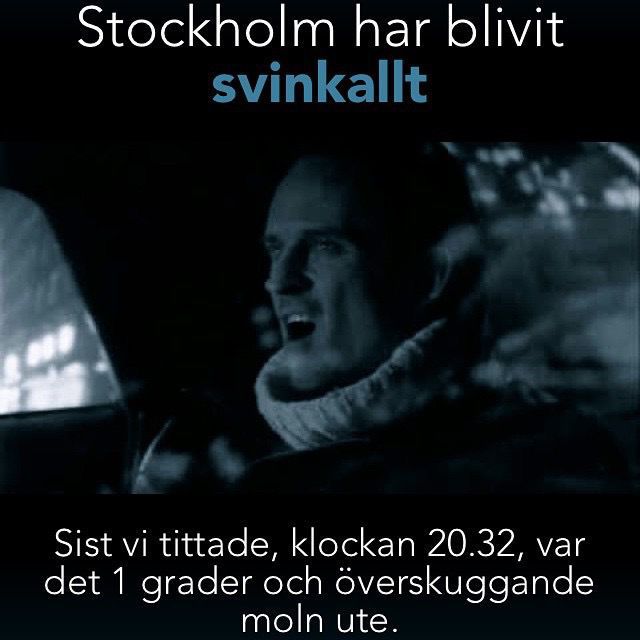 Stockholm har blivit
svinkallt
Sist vi tittade, klockan 20.32, var
det 1 grader och överskuggande
moln ute.